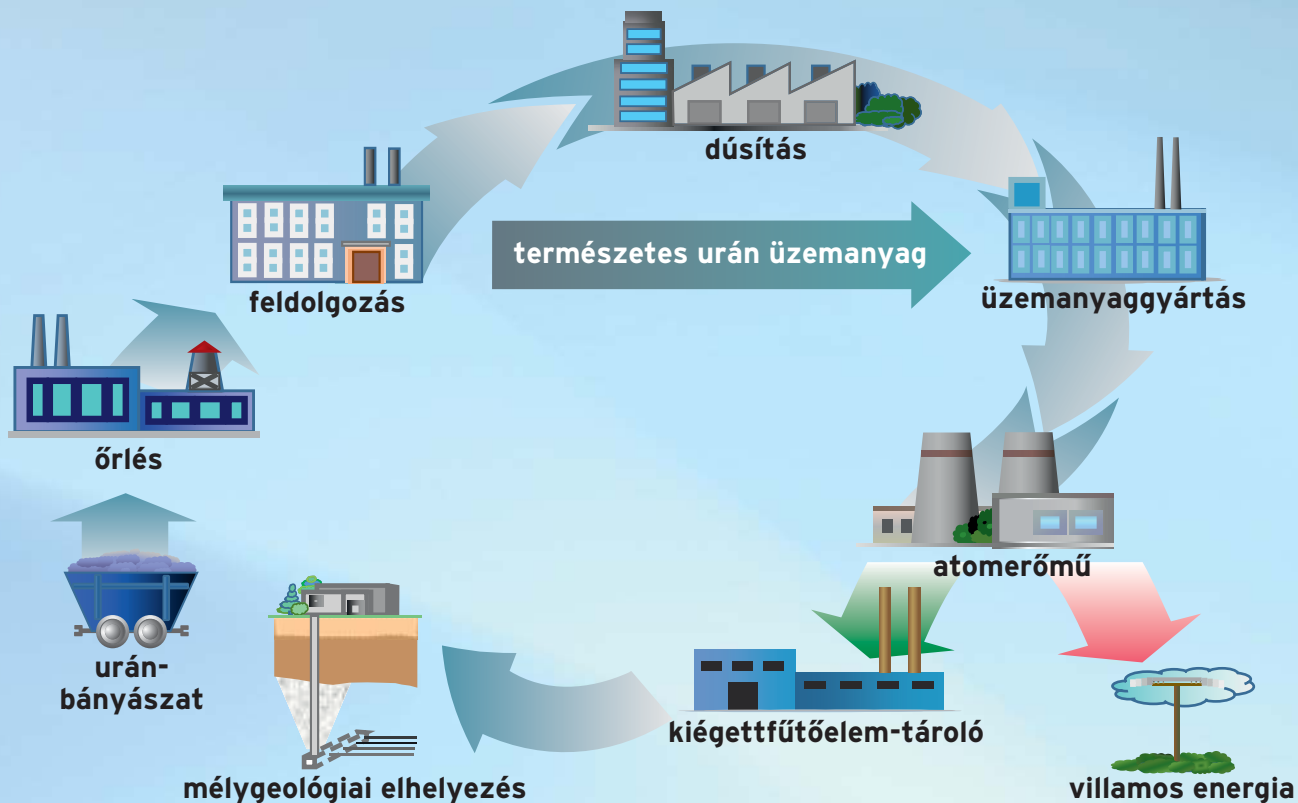 dúsítás
természetes urán üzemanyag
feldolgozás
üzemanyaggyártás
őrlés
atomerőmű
urán-
bányászat
kiégettfűtőelem-tároló
mélygeológiai elhelyezés
villamos energia